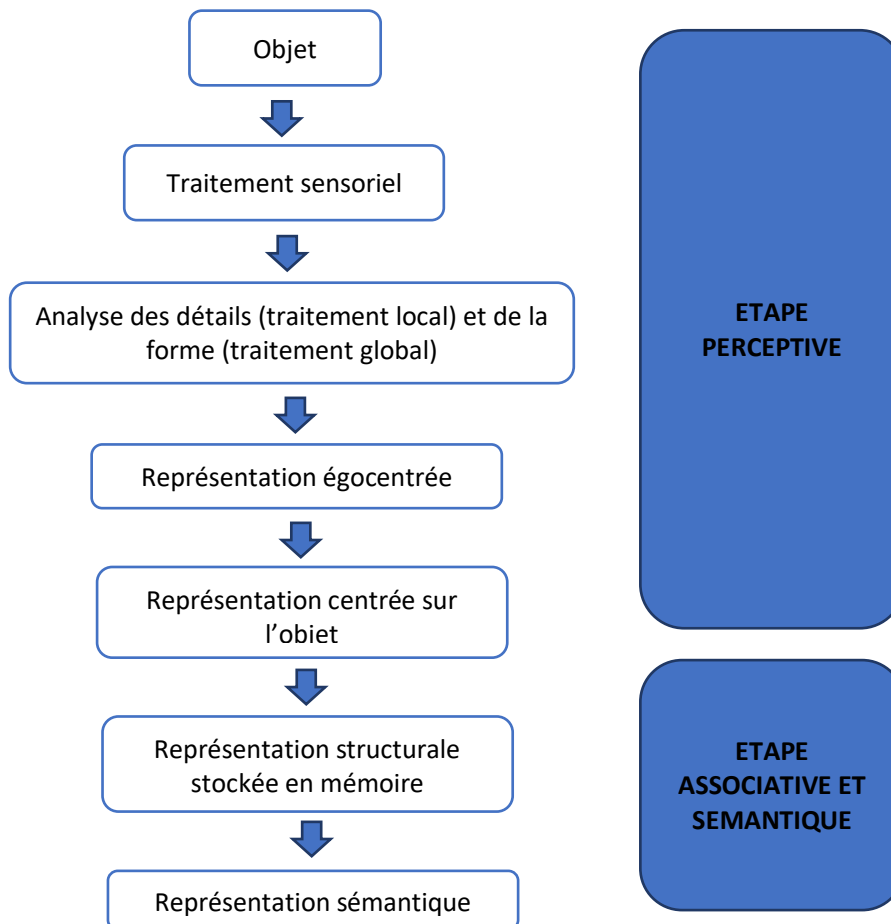 Objet
Traitement sensoriel
Analyse des détails (traitement local) et de la
forme (traitement global)
Représentation égocentrée
Représentation centrée sur
l’objet
Représentation structurale
stockée en mémoire
Représentation sémantique
ETAPE
PERCEPTIVE
ETAPE
ASSOCIATIVE ET
SEMANTIQUE